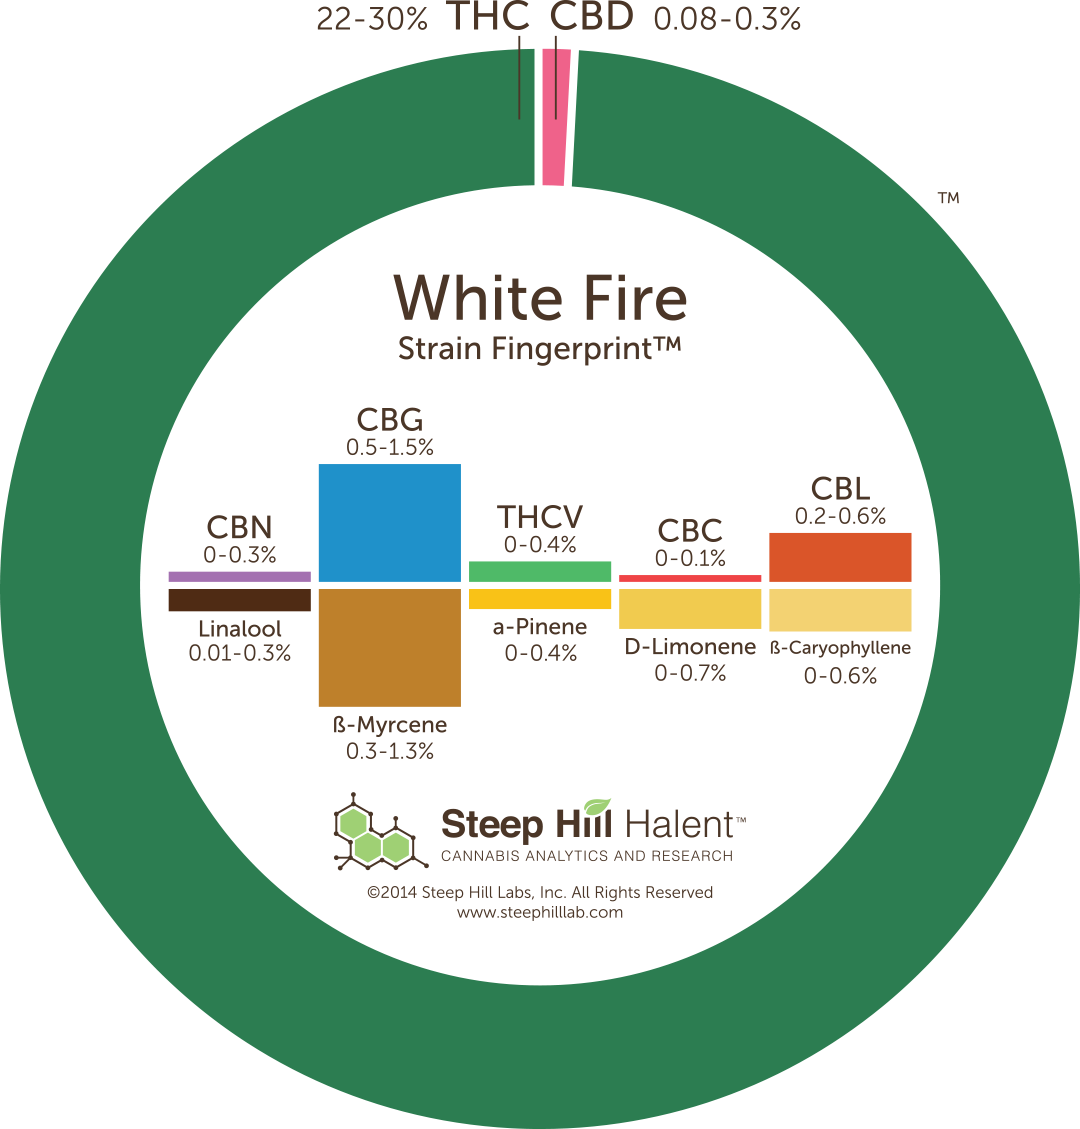 22-30% THC CBD 0.08-0.3%
TM
White Fire
Strain Fingerprint™
CBG
0.5-1.5%
CBN
0-0.3%
THCV
0-0.4%
CBC
0-0.1%
CBL
0.2-0.6%
Linalool
0.01-0.3%
ß-Myrcene
0.3-1.3%
a-Pinene
0-0.4%
D-Limonene
0-0.7%
ß-Caryophyllene
0-0.6%
Steep Hill Halent™
CANNABIS ANALYTICS AND RESEARCH
©2014 Steep Hill Labs, Inc. All Rights Reserved
www.steephilllab.com